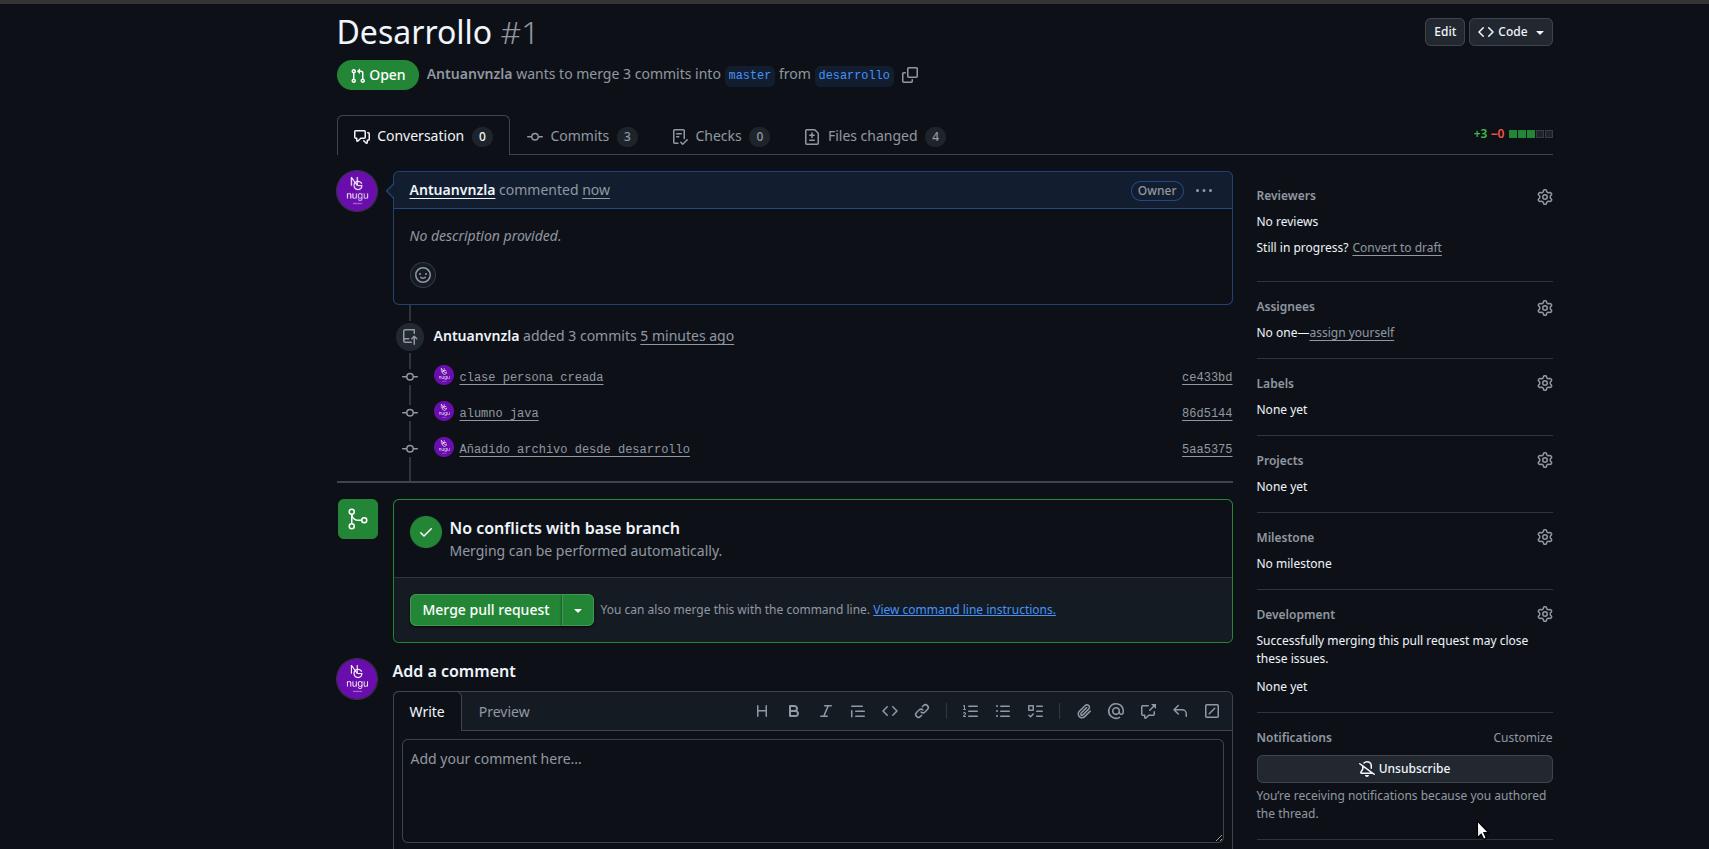 Desarrollo #1
Edit
Code
Open
Antuanvnzla wants to merge 3 commits into master from desarrollo
Conversation 0
Commits 3
Checks 0
Files changed 4
+3 −0
nugu
Antuanvnzla commented now
Owner
No description provided.
Antuanvnzla added 3 commits 5 minutes ago
clase persona creada
ce433bd
alumno java
86d5144
Añadido archivo desde desarrollo
5aa5375
No conflicts with base branch
Merging can be performed automatically.
Merge pull request
You can also merge this with the command line. View command line instructions.
nugu
Add a comment
Write
Preview
Add your comment here...
Reviewers
No reviews
Still in progress? Convert to draft
Assignees
No one—assign yourself
Labels
None yet
Projects
None yet
Milestone
No milestone
Development
Successfully merging this pull request may close
these issues.
None yet
Notifications
Customize
Unsubscribe
You're receiving notifications because you authored
the thread.